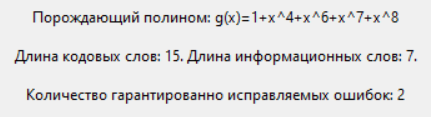 Порождающий полином: g(x)=1+x^4+x^6+x^7+x^8
Длина кодовых слов: 15. Длина информационных слов: 7.
Количество гарантированно исправляемых ошибок: 2